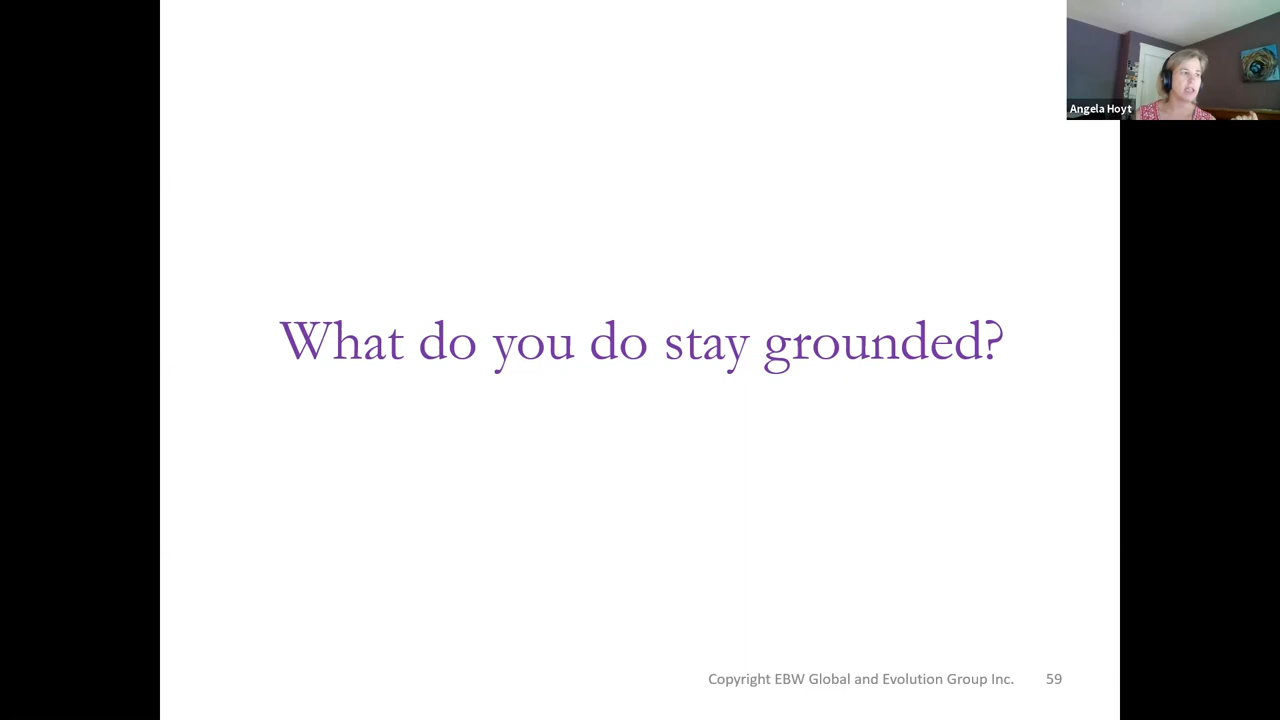 Angela Hoyt
What do you do stay grounded?
Copyright EBW Global and Evolution Group Inc. 59